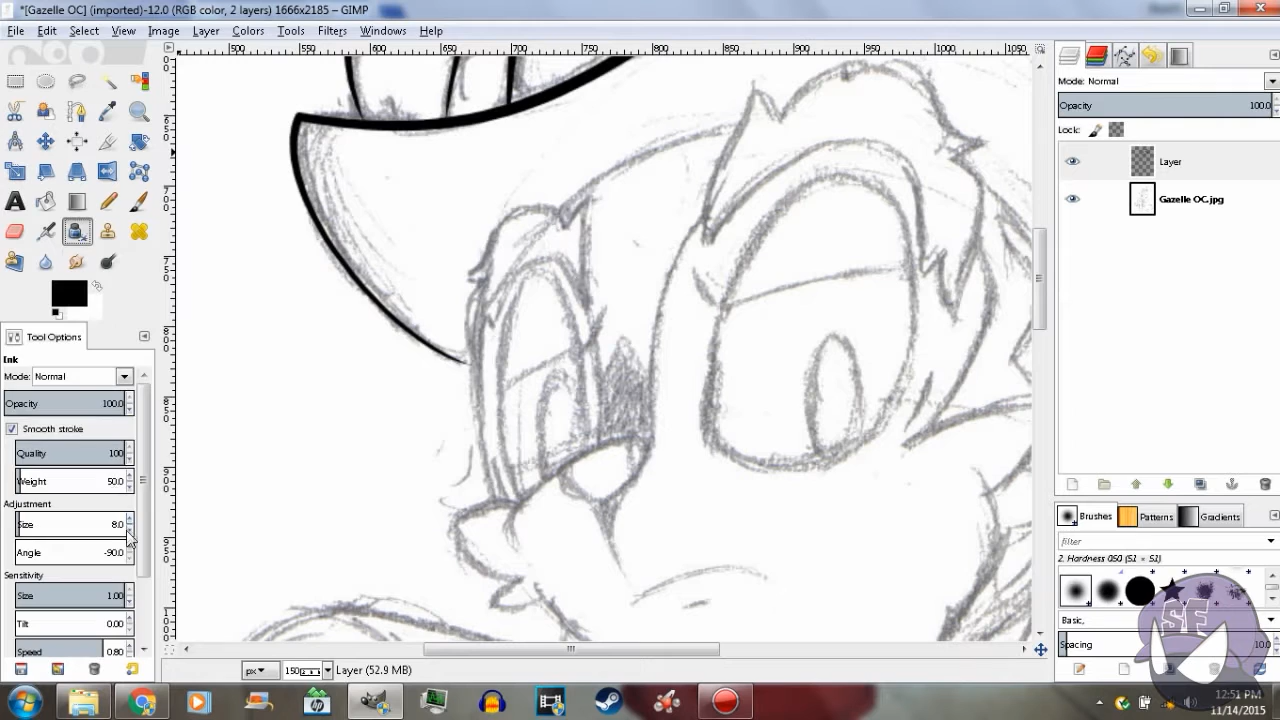 *[Gazelle OC] (imported)-12.0 (RGB color, 2 layers) 1666x2185 – GIMP
File Edit Select View Image Layer Colors Tools Filters Windows Help
500 550 600 650 700 750 800 850 900 950 1000 1050
Mode: Normal
Opacity 100.0
Lock:
Layer
Gazelle OC.jpg
Tool Options
Ink
Mode: Normal
Opacity 100.0
Smooth stroke
Quality 100
Weight 50.0
Adjustment
Size 8.0
Angle -90.0
Sensitivity
Size 1.00
Tilt 0.00
Speed 0.80
Brushes Patterns Gradients
filter
2. Hardness 050 (51 × 51)
SF
Basic,
Spacing 10.0
px 150 Layer (52.9 MB)
12:51 PM
11/14/2015